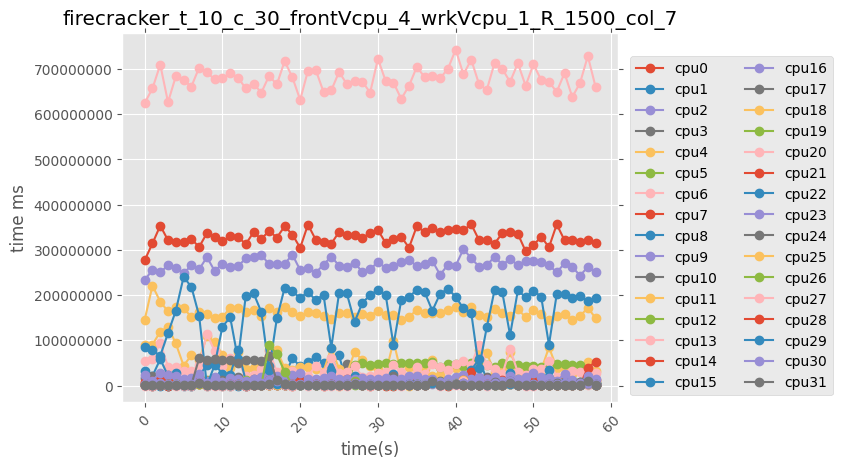 firecracker_t_10_c_30_frontVcpu_4_wrkVcpu_1_R_1500_col_7
700000000
600000000
500000000
400000000
300000000
200000000
100000000
0
time ms
0
10
20
30
40
50
60
time(s)
cpu0
cpu1
cpu2
cpu3
cpu4
cpu5
cpu6
cpu7
cpu8
cpu9
cpu10
cpu11
cpu12
cpu13
cpu14
cpu15
cpu16
cpu17
cpu18
cpu19
cpu20
cpu21
cpu22
cpu23
cpu24
cpu25
cpu26
cpu27
cpu28
cpu29
cpu30
cpu31